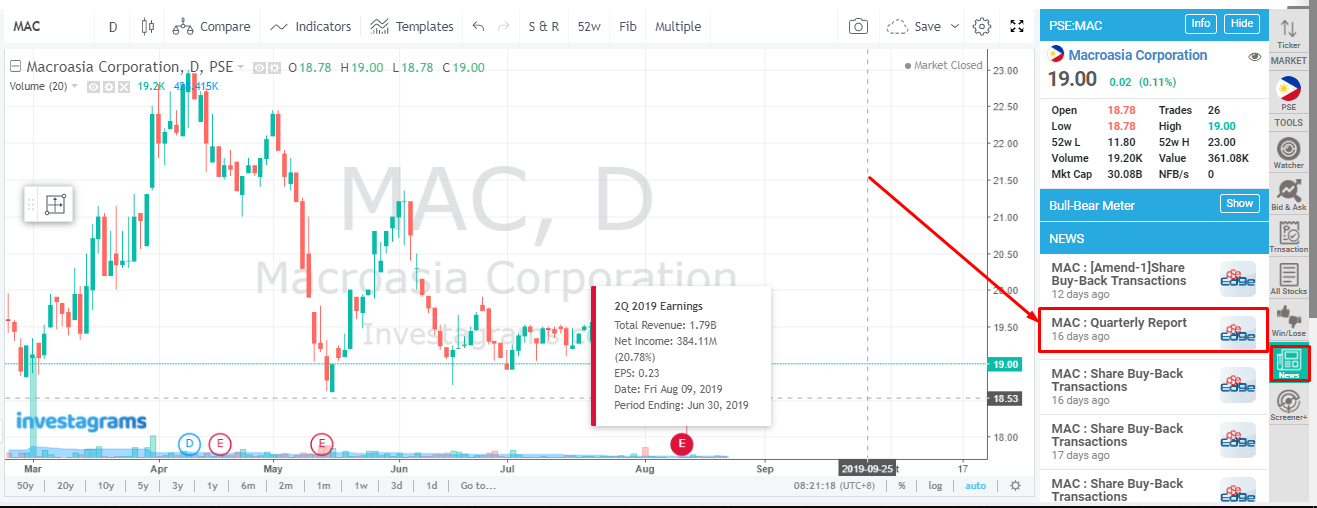 MAC
D
Compare
Indicators
Templates
S & R
52w
Fib
Multiple
Save
Macroasia Corporation, D, PSE
O 18.78 H 19.00 L 18.78 C 19.00
Market Closed
Volume (20) 19.2K
MAC, D
Macroasia Corporation
Investagrams
2Q 2019 Earnings
Total Revenue: 1.79B
Net Income: 384.11M
(20.78%)
EPS: 0.23
Date: Fri Aug 09, 2019
Period Ending: Jun 30, 2019
investagrams
D
E
E
E
23.00
22.50
22.00
21.50
21.00
20.50
20.00
19.50
19.00
18.53
18.00
Mar Apr May Jun Jul Aug Sep 2019-09-25 17
50y 20y 10y 5y 3y 1y 6m 2m 1m 1w 3d 1d Go to...
08:21:18 (UTC+8) % log auto
PSE:MAC Info Hide
Macroasia Corporation
19.00 0.02 (0.11%)
Open 18.78 Trades 26
Low 18.78 High 19.00
52w L 11.80 52w H 23.00
Volume 19.20K Value 361.08K
Mkt Cap 30.08B NFB/s 0
Bull-Bear Meter Show
NEWS
MAC : [Amend-1]Share
Buy-Back Transactions
12 days ago
EDGE
MAC : Quarterly Report
16 days ago
EDGE
MAC : Share Buy-Back
Transactions
16 days ago
EDGE
MAC : Share Buy-Back
Transactions
17 days ago
EDGE
MAC : Share Buy-Back
Transactions
EDGE
Ticker
MARKET
PSE
TOOLS
Watcher
Bid & Ask
Trnsaction
All Stocks
Win/Lose
News
Screener+